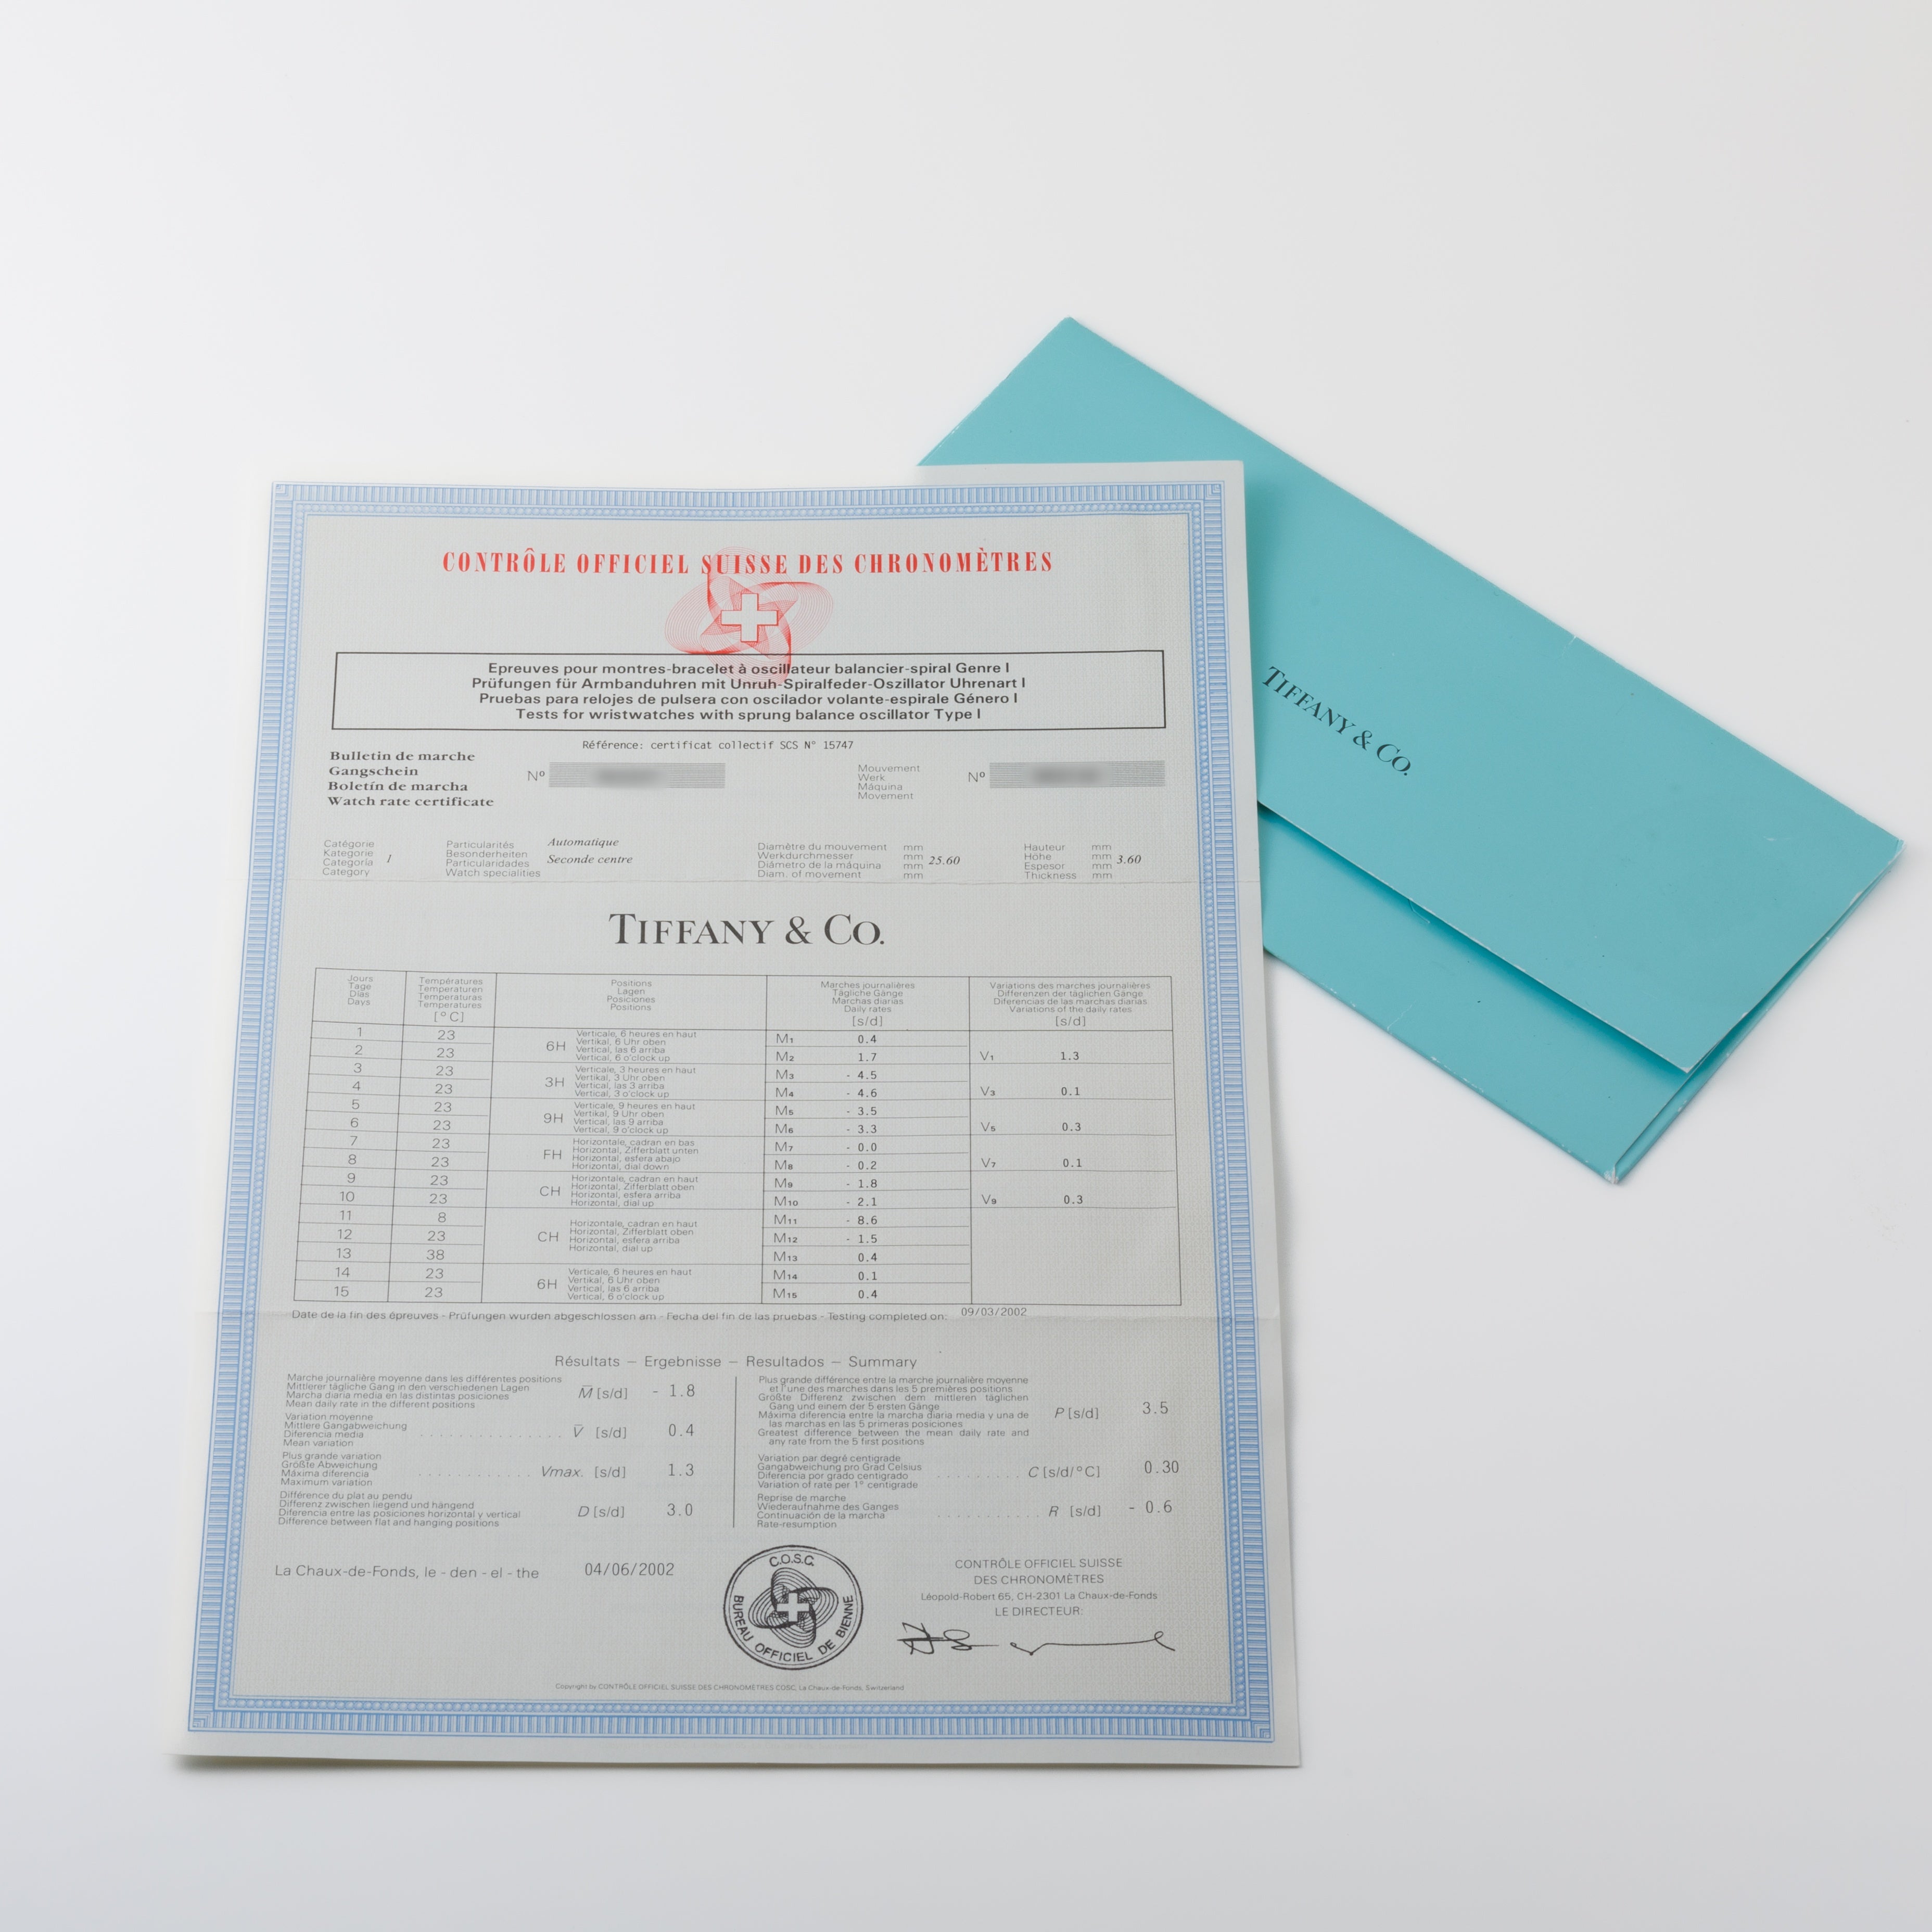 CONTRÔLE OFFICIEL SUISSE DES CHRONOMÈTRES
Epreuves pour montres-bracelet à oscillateur balancier-spiral Genre I
Prüfungen für Armbanduhren mit Unruh-Spiralfeder-Oszillator Uhrenart I
Pruebas para relojes de pulsera con oscilador volante-espirale Género I
Tests for wristwatches with sprung balance oscillator Type I
Référence: certificat collectif SCS N° 15747
Bulletin de marche
Gangschein
Boletín de marcha
Watch rate certificate
Nº
Mouvement
Werk
Máquina
Movement
Nº
Catégorie
Kategorie
Categoría
Category
1
Particularités
Besonderheiten
Particularidades
Watch specialities
Automatique
Seconde centre
Diamètre du mouvement mm
Werkdurchmesser mm
Diámetro de la máquina mm
Diam. of movement mm
25.60
Hauteur mm
Höhe mm
Espesor mm
Thickness mm
3.60
TIFFANY & CO.
Jours
Tage
Días
Days
Températures
Temperaturen
Temperaturas
Temperatures
[°C]
Positions
Lagen
Posiciones
Positions
Marches journalières
Tägliche Gänge
Marchas diarias
Daily rates
[s/d]
Variations des marches journalières
Differenzen der täglichen Gänge
Diferencias de las marchas diarias
Variations of the daily rates
[s/d]
1 23 M1 0.4
2 23 M2 1.7 V1 1.3
6H
Verticale, 6 heures en haut
Vertikal, 6 Uhr oben
Vertical, las 6 arriba
Vertical, 6 o'clock up
3 23 M3 - 4.5
4 23 M4 - 4.6 V3 0.1
3H
Verticale, 3 heures en haut
Vertikal, 3 Uhr oben
Vertical, las 3 arriba
Vertical, 3 o'clock up
5 23 M5 - 3.5
6 23 M6 - 3.3 V5 0.3
9H
Verticale, 9 heures en haut
Vertikal, 9 Uhr oben
Vertical, las 9 arriba
Vertical, 9 o'clock up
7 23 M7 - 0.0
8 23 M8 - 0.2 V7 0.1
FH
Horizontale, cadran en bas
Horizontal, Zifferblatt unten
Horizontal, esfera abajo
Horizontal, dial down
9 23 M9 - 1.8
10 23 M10 - 2.1 V9 0.3
CH
Horizontale, cadran en haut
Horizontal, Zifferblatt oben
Horizontal, esfera arriba
Horizontal, dial up
11 8 M11 - 8.6
12 23 M12 - 1.5
13 38 M13 0.4
CH
Horizontale, cadran en haut
Horizontal, Zifferblatt oben
Horizontal, esfera arriba
Horizontal, dial up
14 23 M14 0.1
15 23 M15 0.4
6H
Verticale, 6 heures en haut
Vertikal, 6 Uhr oben
Vertical, las 6 arriba
Vertical, 6 o'clock up
Date de la fin des épreuves - Prüfungen wurden abgeschlossen am - Fecha del fin de las pruebas - Testing completed on: 09/03/2002
Résultats – Ergebnisse – Resultados – Summary
Marche journalière moyenne dans les différentes positions
Mittlerer tägliche Gang in den verschiedenen Lagen
Marcha diaria media en las distintas posiciones
Mean daily rate in the different positions
M̄ [s/d] - 1.8
Variation moyenne
Mittlere Gangabweichung
Diferencia media
Mean variation
V̄ [s/d] 0.4
Plus grande variation
Größte Abweichung
Máxima diferencia
Maximum variation
Vmax. [s/d] 1.3
Différence du plat au pendu
Differenz zwischen liegend und hängend
Diferencia entre las posiciones horizontal y vertical
Difference between flat and hanging positions
D [s/d] 3.0
Plus grande différence entre la marche journalière moyenne
et l'une des marches dans les 5 premières positions
Größte Differenz zwischen dem mittleren täglichen
Gang und einem der 5 ersten Gänge
Máxima diferencia entre la marcha diaria media y una de
las marchas en las 5 primeras posiciones
Greatest difference between the mean daily rate and
any rate from the 5 first positions
P [s/d] 3.5
Variation par degré centigrade
Gangabweichung pro Grad Celsius
Diferencia por grado centigrado
Variation of rate per 1° centigrade
C [s/d/°C] 0.30
Reprise de marche
Wiederaufnahme des Ganges
Continuación de la marcha
Rate-resumption
R [s/d] - 0.6
La Chaux-de-Fonds, le - den - el - the 04/06/2002
C.O.S.C.
BUREAU OFFICIEL DE BIENNE
CONTRÔLE OFFICIEL SUISSE
DES CHRONOMÈTRES
Léopold-Robert 65, CH-2301 La Chaux-de-Fonds
LE DIRECTEUR:
Copyright by CONTRÔLE OFFICIEL SUISSE DES CHRONOMETRES COSC, La Chaux-de-Fonds, Switzerland
TIFFANY & CO.